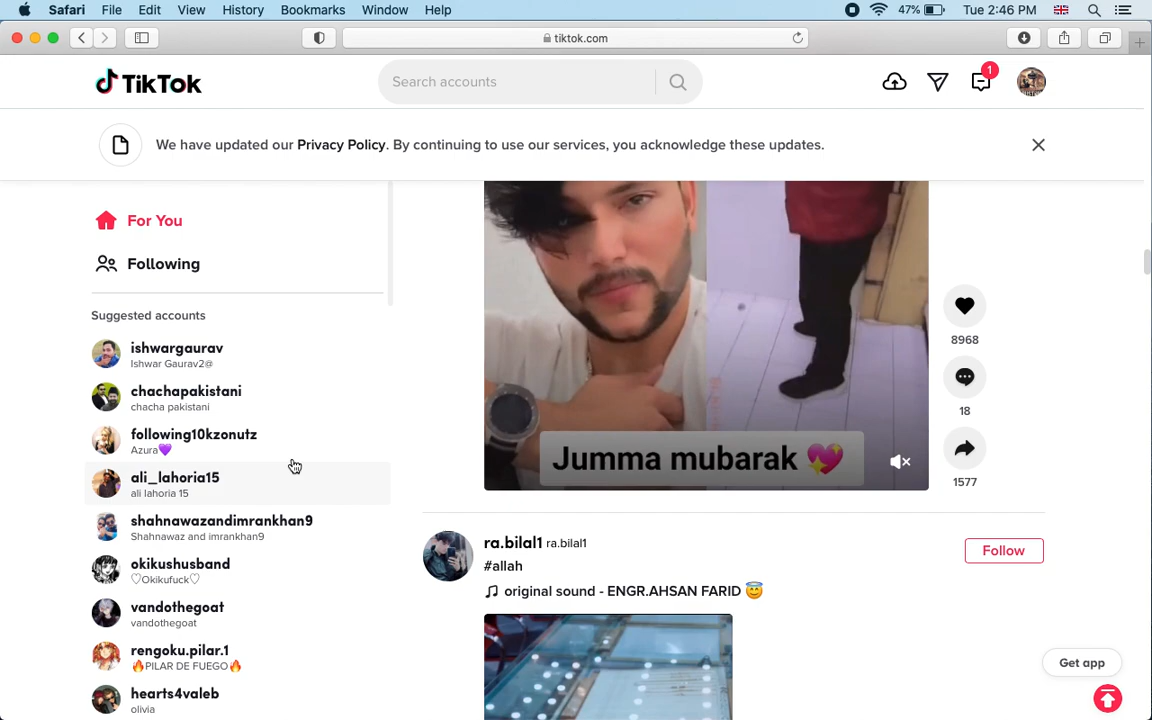 Safari File Edit View History Bookmarks Window Help 47% Tue 2:46 PM
tiktok.com
TikTok Search accounts 1
We have updated our Privacy Policy. By continuing to use our services, you acknowledge these updates.
For You
Following
Suggested accounts
ishwargaurav
Ishwar Gaurav2@
chachapakistani
chacha pakistani
following10kzonutz
Azura💜
ali_lahoria15
ali lahoria 15
shahnawazandimrankhan9
Shahnawaz and imrankhan9
okikushusband
♡Okikufuck♡
vandothegoat
vandothegoat
rengoku.pilar.1
🔥PILAR DE FUEGO🔥
hearts4valeb
olivia
Jumma mubarak 💖
8968
18
1577
ra.bilal1 ra.bilal1
Follow
#allah
♫ original sound - ENGR.AHSAN FARID 😇
Get app